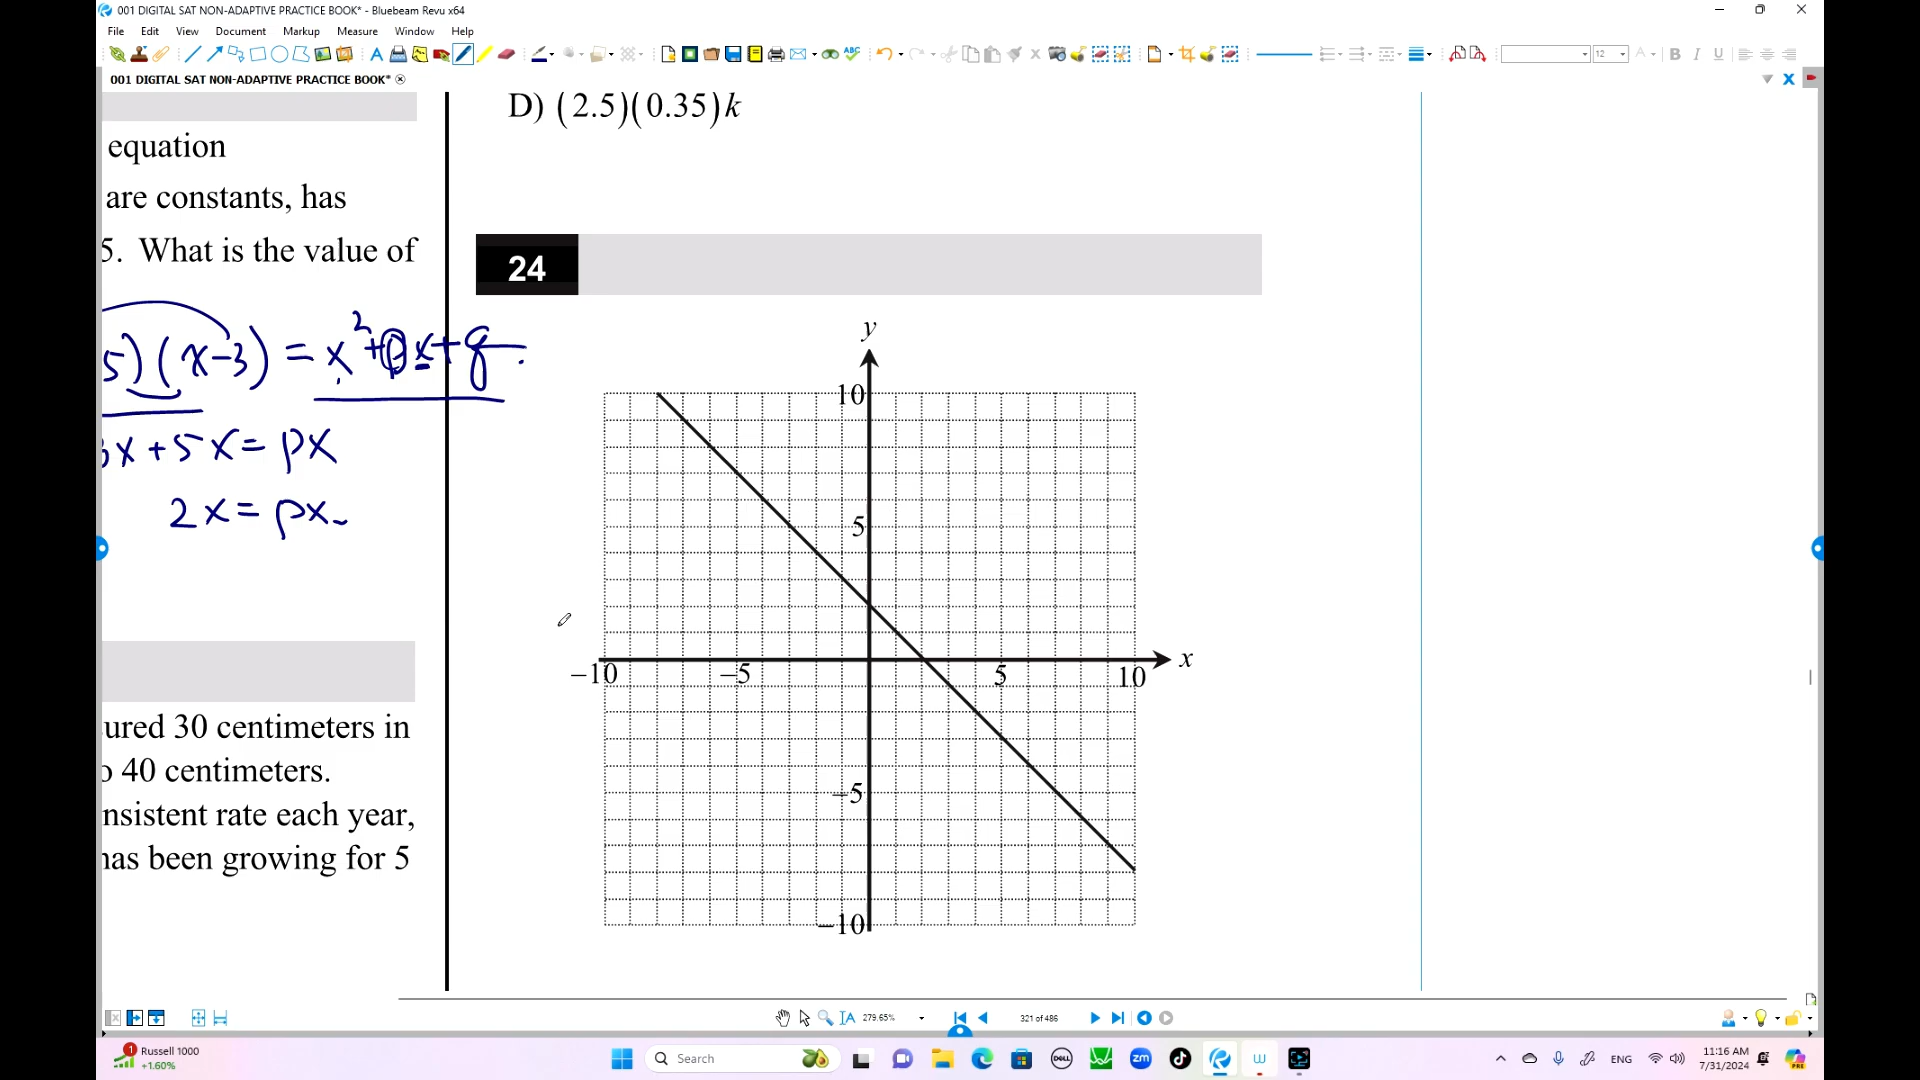 001 DIGITAL SAT NON-ADAPTIVE PRACTICE BOOK* - Bluebeam Revu x64
File Edit View Document Markup Measure Window Help
12
001 DIGITAL SAT NON-ADAPTIVE PRACTICE BOOK*
equation
are constants, has
5. What is the value of
5) (x-3) = x²+px+q.
3x+5x=px
2x=px
ured 30 centimeters in
o 40 centimeters.
nsistent rate each year,
has been growing for 5
D) (2.5)(0.35)k
24
y
10
5
-10
-5
5
10
x
-5
-10
279.65%
321 of 486
Russell 1000
+1.60%
Search
ENG
11:16 AM
7/31/2024